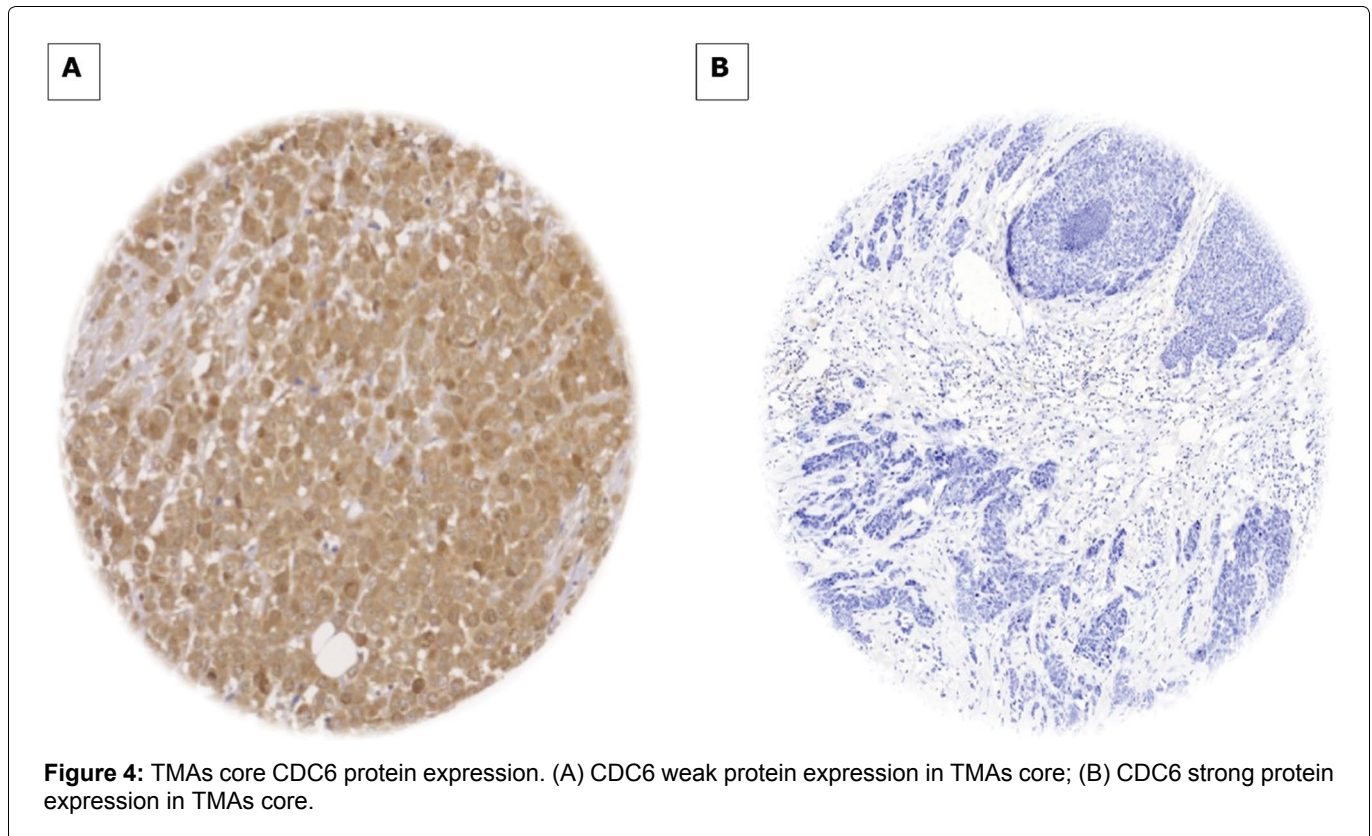 A
B
Figure 4: TMAs core CDC6 protein expression. (A) CDC6 weak protein expression in TMAs core; (B) CDC6 strong protein
expression in TMAs core.